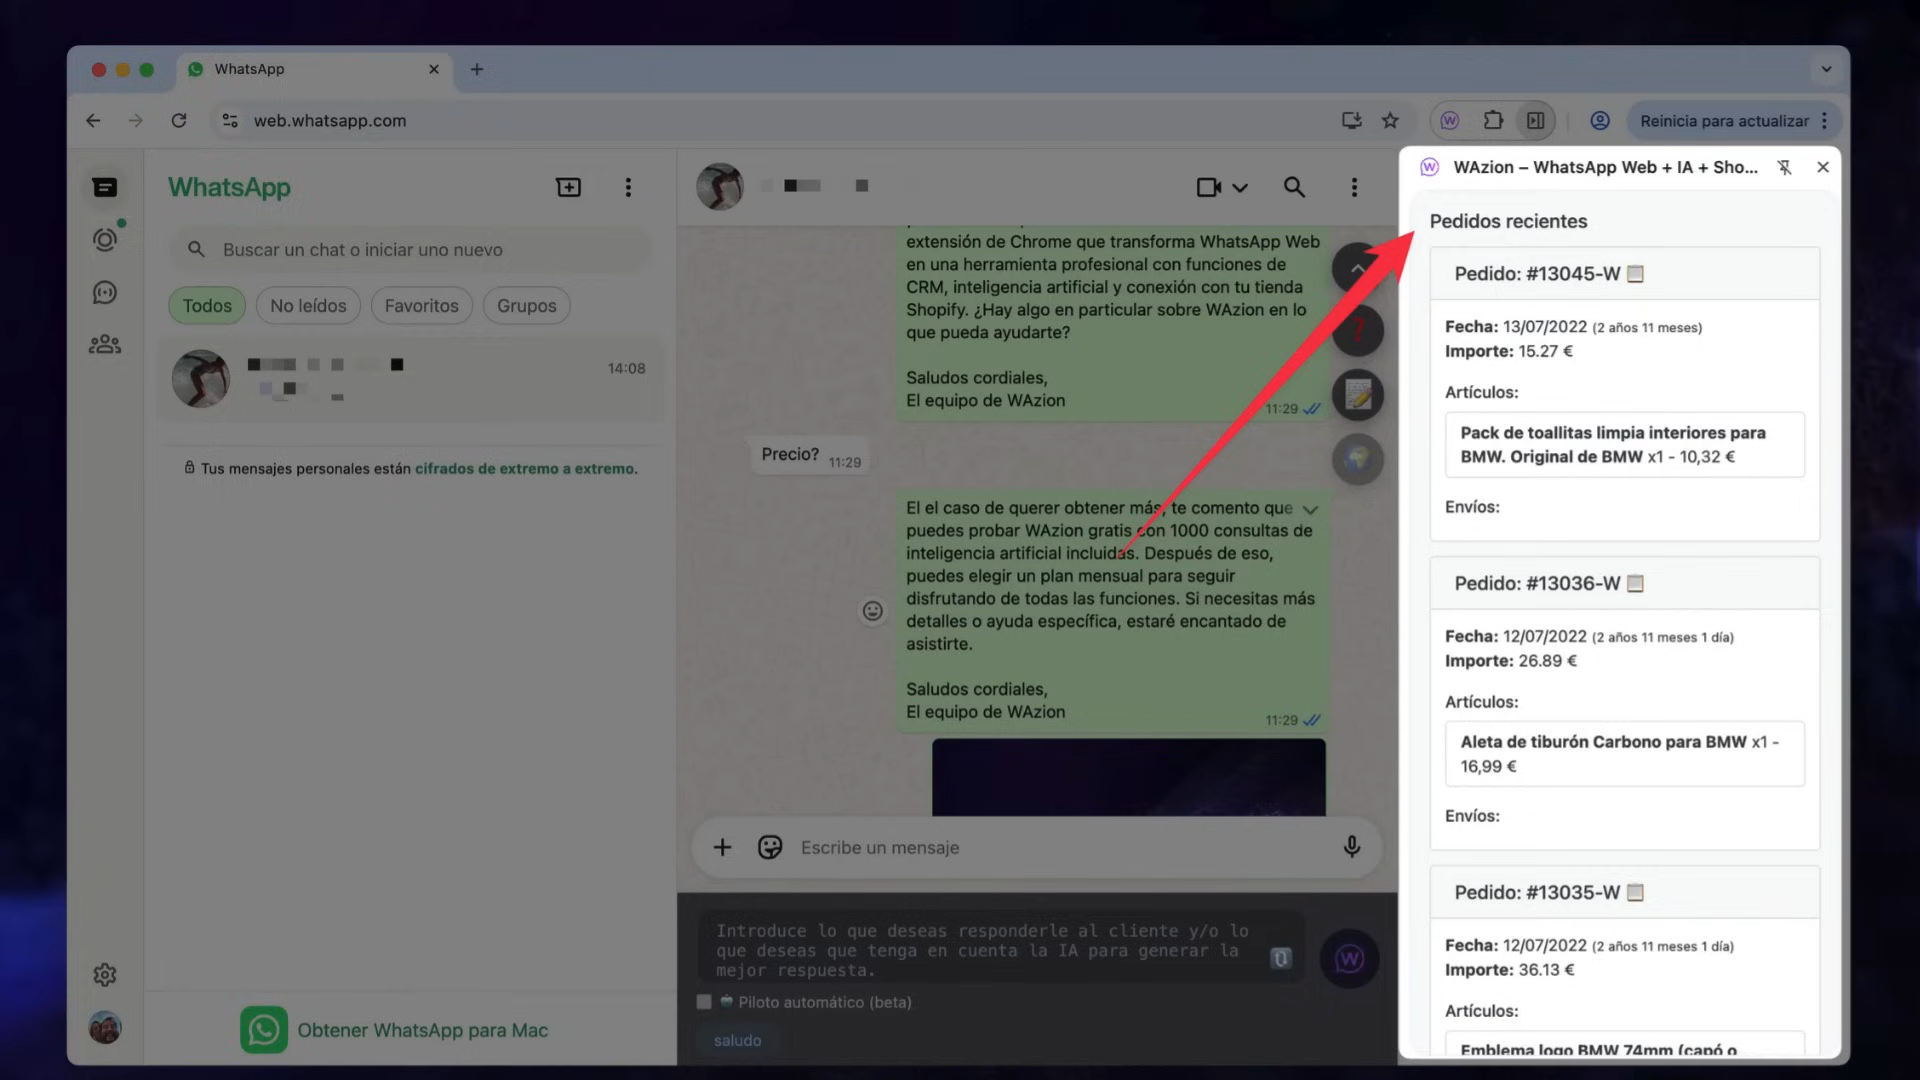 WhatsApp
web.whatsapp.com
Reinicia para actualizar
WhatsApp
Buscar un chat o iniciar uno nuevo
Todos
No leídos
Favoritos
Grupos
14:08
Tus mensajes personales están cifrados de extremo a extremo.
Obtener WhatsApp para Mac
extensión de Chrome que transforma WhatsApp Web
en una herramienta profesional con funciones de
CRM, inteligencia artificial y conexión con tu tienda
Shopify. ¿Hay algo en particular sobre WAzion en lo
que pueda ayudarte?
Saludos cordiales,
El equipo de WAzion
11:29
Precio?
11:29
El el caso de querer obtener más, te comento que
puedes probar WAzion gratis con 1000 consultas de
inteligencia artificial incluidas. Después de eso,
puedes elegir un plan mensual para seguir
disfrutando de todas las funciones. Si necesitas más
detalles o ayuda específica, estaré encantado de
asistirte.
Saludos cordiales,
El equipo de WAzion
11:29
Escribe un mensaje
Introduce lo que deseas responderle al cliente y/o lo
que deseas que tenga en cuenta la IA para generar la
mejor respuesta.
Piloto automático (beta)
saludo
WAzion – WhatsApp Web + IA + Sho...
Pedidos recientes
Pedido: #13045-W
Fecha: 13/07/2022 (2 años 11 meses)
Importe: 15.27 €
Artículos:
Pack de toallitas limpia interiores para
BMW. Original de BMW x1 - 10,32 €
Envíos:
Pedido: #13036-W
Fecha: 12/07/2022 (2 años 11 meses 1 día)
Importe: 26.89 €
Artículos:
Aleta de tiburón Carbono para BMW x1 -
16,99 €
Envíos:
Pedido: #13035-W
Fecha: 12/07/2022 (2 años 11 meses 1 día)
Importe: 36.13 €
Artículos:
Emblema logo BMW 74mm (capó o